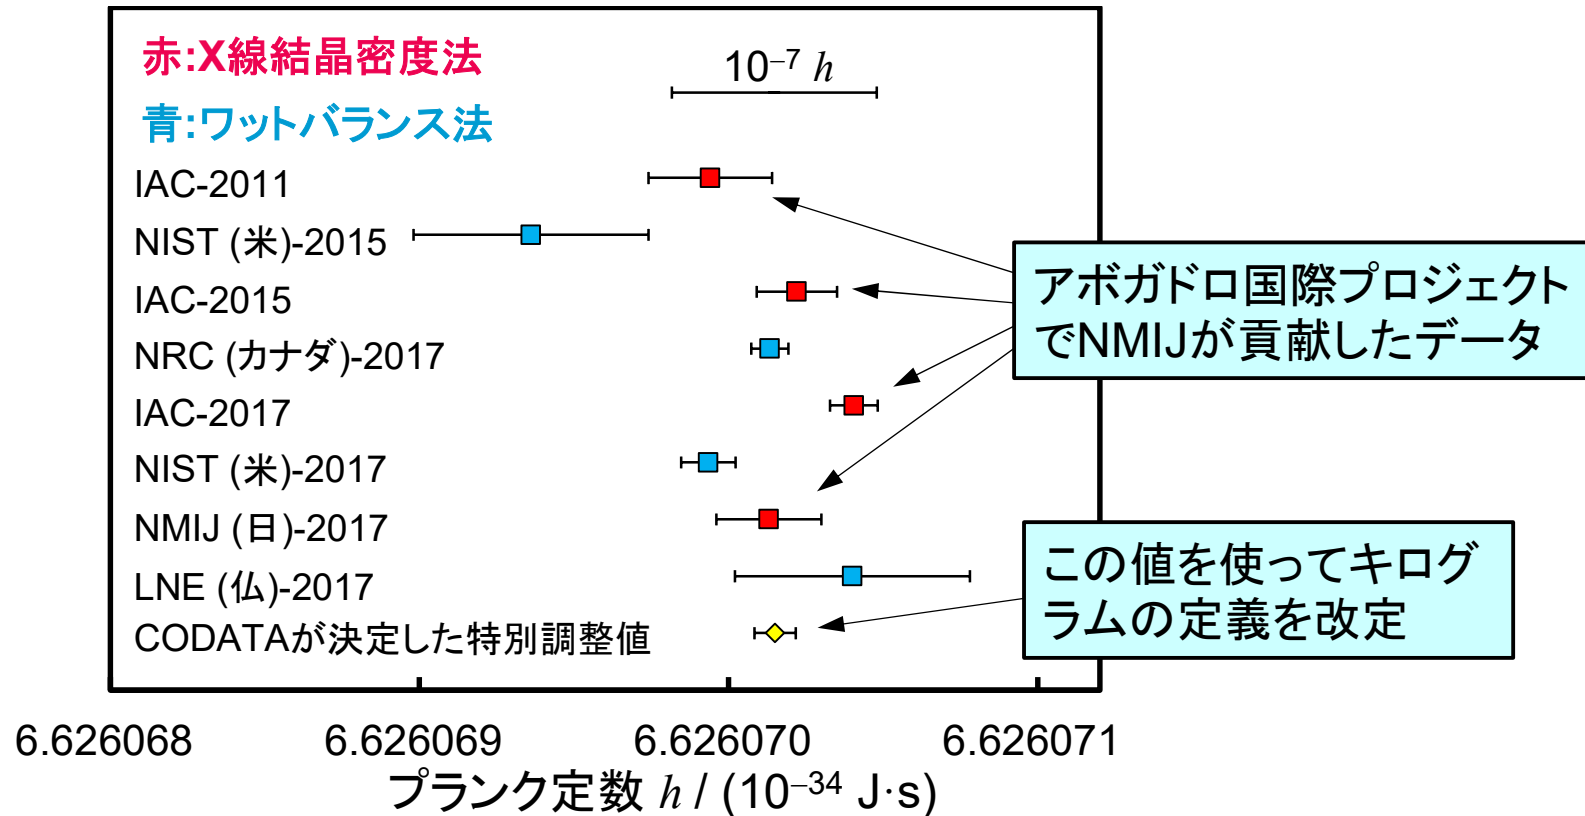 赤:X線結晶密度法
青:ワットバランス法
10⁻⁷ h
IAC-2011
NIST (米)-2015
IAC-2015
NRC (カナダ)-2017
IAC-2017
NIST (米)-2017
NMIJ (日)-2017
LNE (仏)-2017
CODATAが決定した特別調整値
アボガドロ国際プロジェクト
でNMIJが貢献したデータ
この値を使ってキログ
ラムの定義を改定
6.626068 6.626069 6.626070 6.626071
プランク定数 h / (10⁻³⁴ J·s)